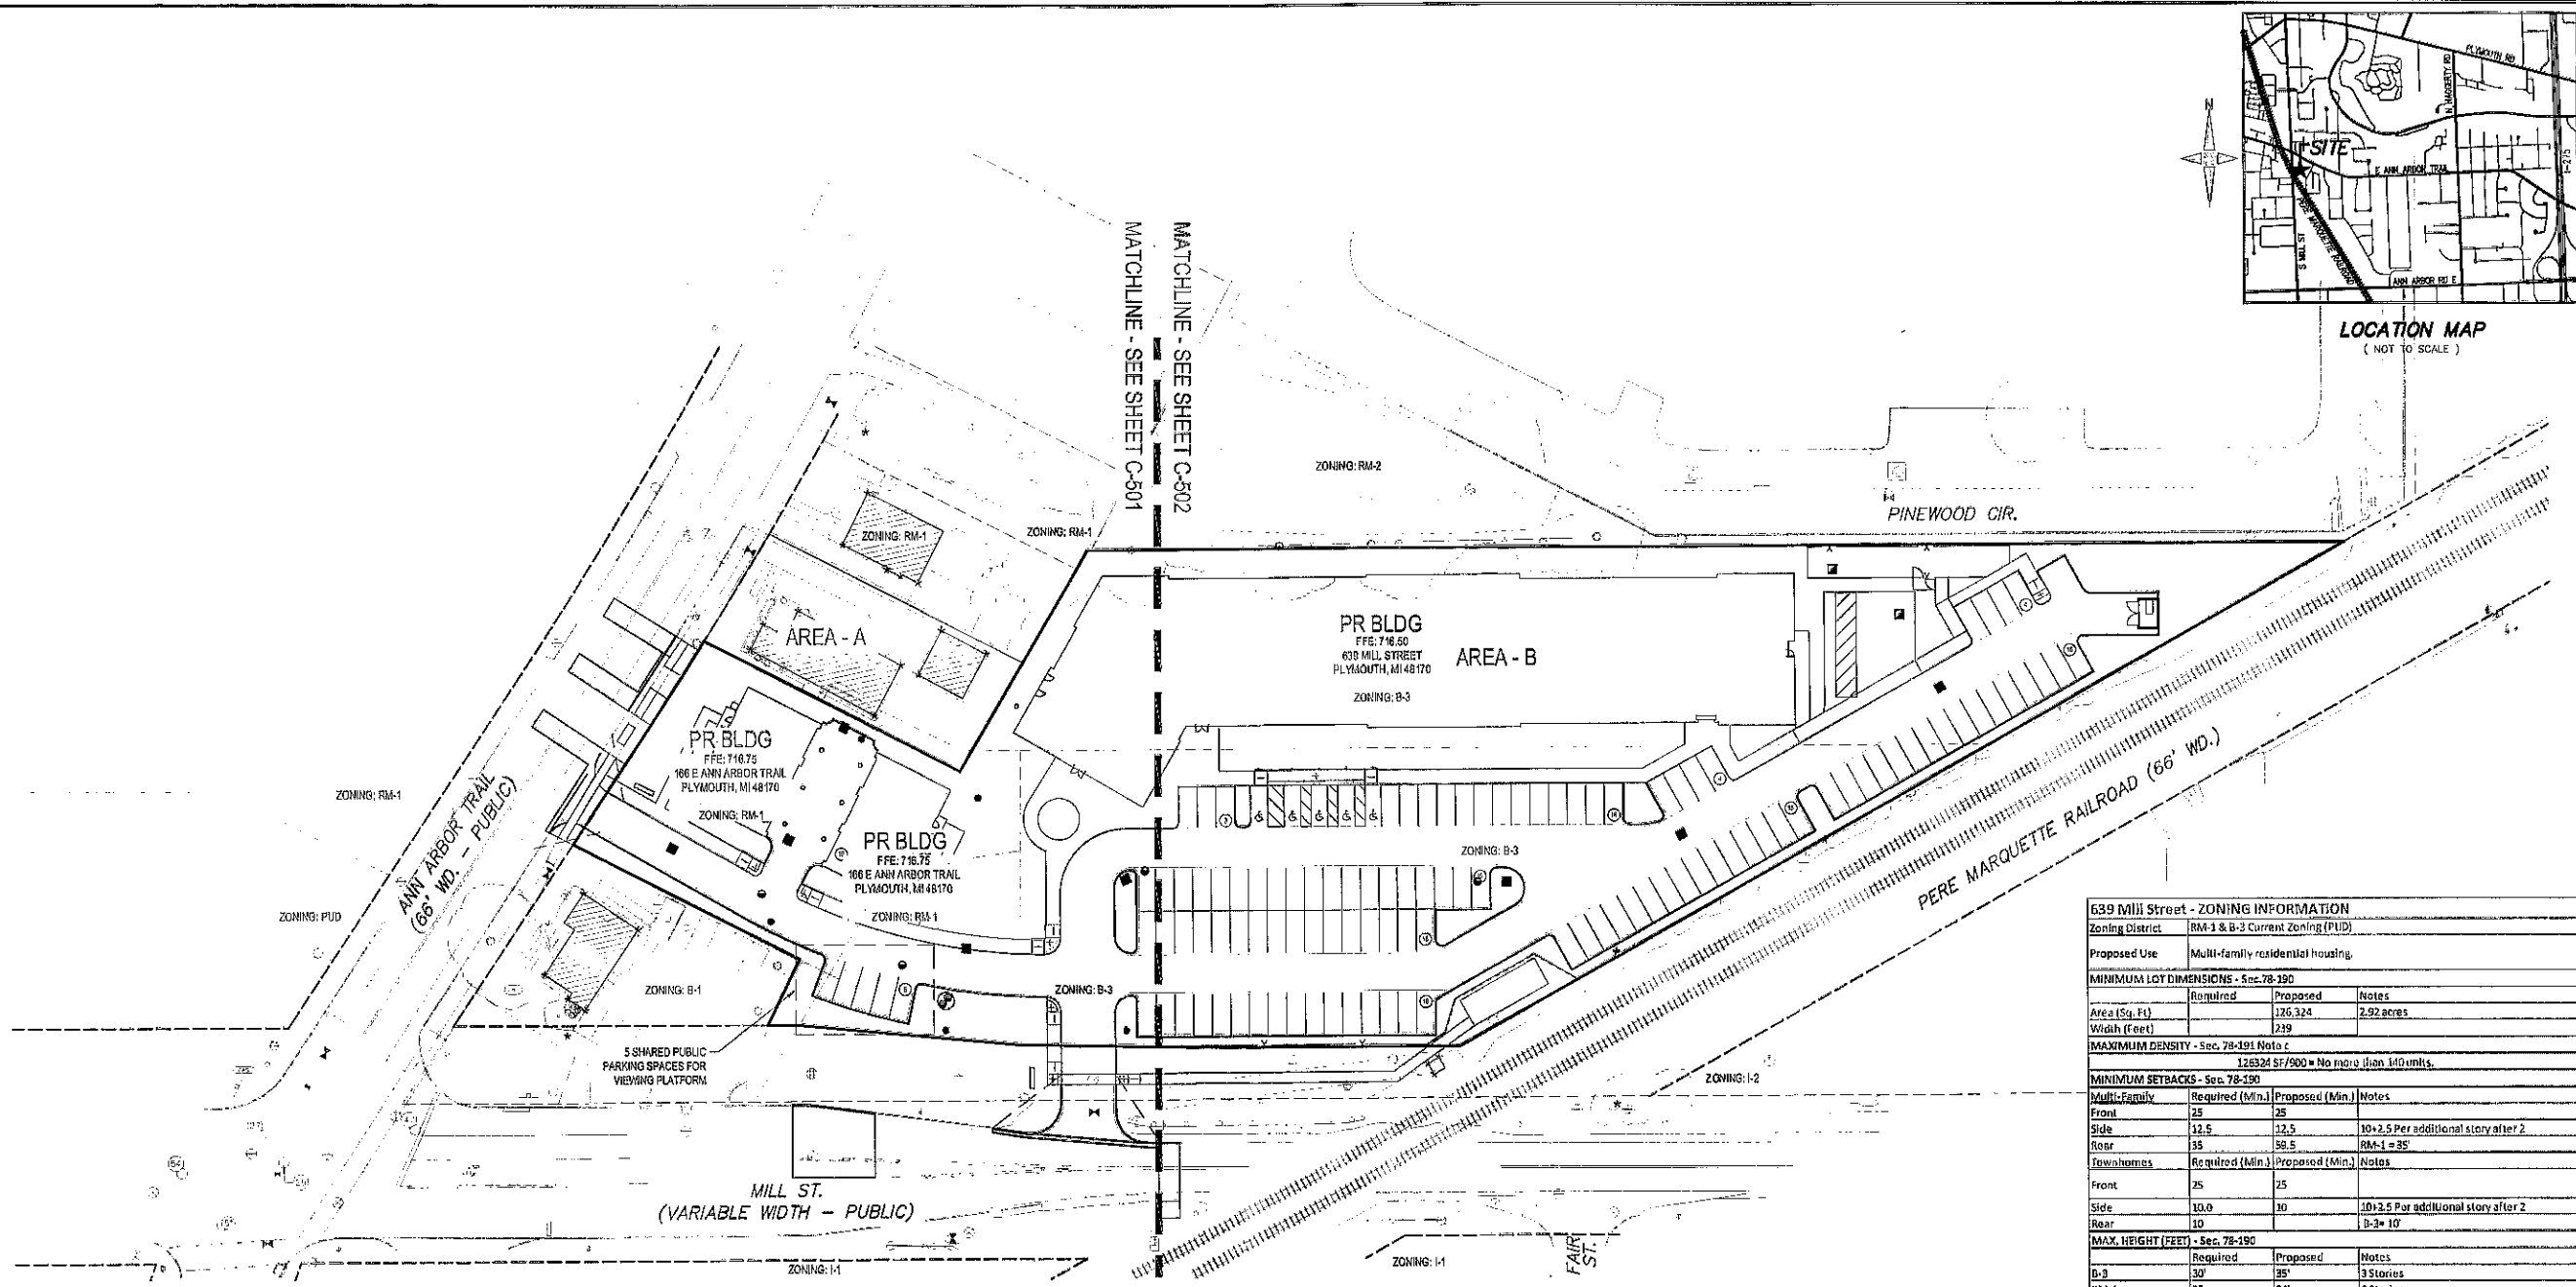 PLYMOUTH RD
N HAGGERTY RD
I-275
N
SITE
E ANN ARBOR TRAIL
PERE MARQUETTE RAILROAD
S MILL ST
ANN ARBOR RD E
LOCATION MAP
( NOT TO SCALE )
MATCHLINE - SEE SHEET C-501
MATCHLINE - SEE SHEET C-502
ZONING: RM-2
PINEWOOD CIR.
ZONING: RM-1
ZONING: RM-1
AREA - A
PR BLDG
FFE: 716.50
639 MILL STREET
PLYMOUTH, MI 48170
ZONING: B-3
AREA - B
PR BLDG
FFE: 716.75
166 E ANN ARBOR TRAIL
PLYMOUTH, MI 48170
ZONING: RM-1
PR BLDG
FFE: 716.75
166 E ANN ARBOR TRAIL
PLYMOUTH, MI 48170
ZONING: RM-1
ZONING: RM-1
ANN ARBOR TRAIL
(66' WD. - PUBLIC)
ZONING: PUD
ZONING: B-3
PERE MARQUETTE RAILROAD (66' WD.)
ZONING: B-1
ZONING: B-3
5 SHARED PUBLIC
PARKING SPACES FOR
VIEWING PLATFORM
ZONING: I-2
MILL ST.
(VARIABLE WIDTH - PUBLIC)
ZONING: I-1
ZONING: I-1
FAIR
ST.
639 Mill Street - ZONING INFORMATION
Zoning District RM-1 & B-3 Current Zoning (PUD)
Proposed Use Multi-family residential housing.
MINIMUM LOT DIMENSIONS - Sec. 78-190
Required Proposed Notes
Area (Sq. Ft) 126,324 2.92 acres
Width (Feet) 239
MAXIMUM DENSITY - Sec. 78-191 Note c
126324 SF/900 = No more than 140 units.
MINIMUM SETBACKS - Sec. 78-190
Multi-Family Required (Min.) Proposed (Min.) Notes
Front 25 25
Side 12.5 12.5 10+2.5 Per additional story after 2
Rear 35 59.5 RM-1 = 35'
Townhomes Required (Min.) Proposed (Min.) Notes
Front 25 25
Side 10.0 10 10+2.5 Per additional story after 2
Rear 10 B-3= 10'
MAX. HEIGHT (FEET) - Sec. 78-190
Required Proposed Notes
B-3 30' 35' 3 Stories